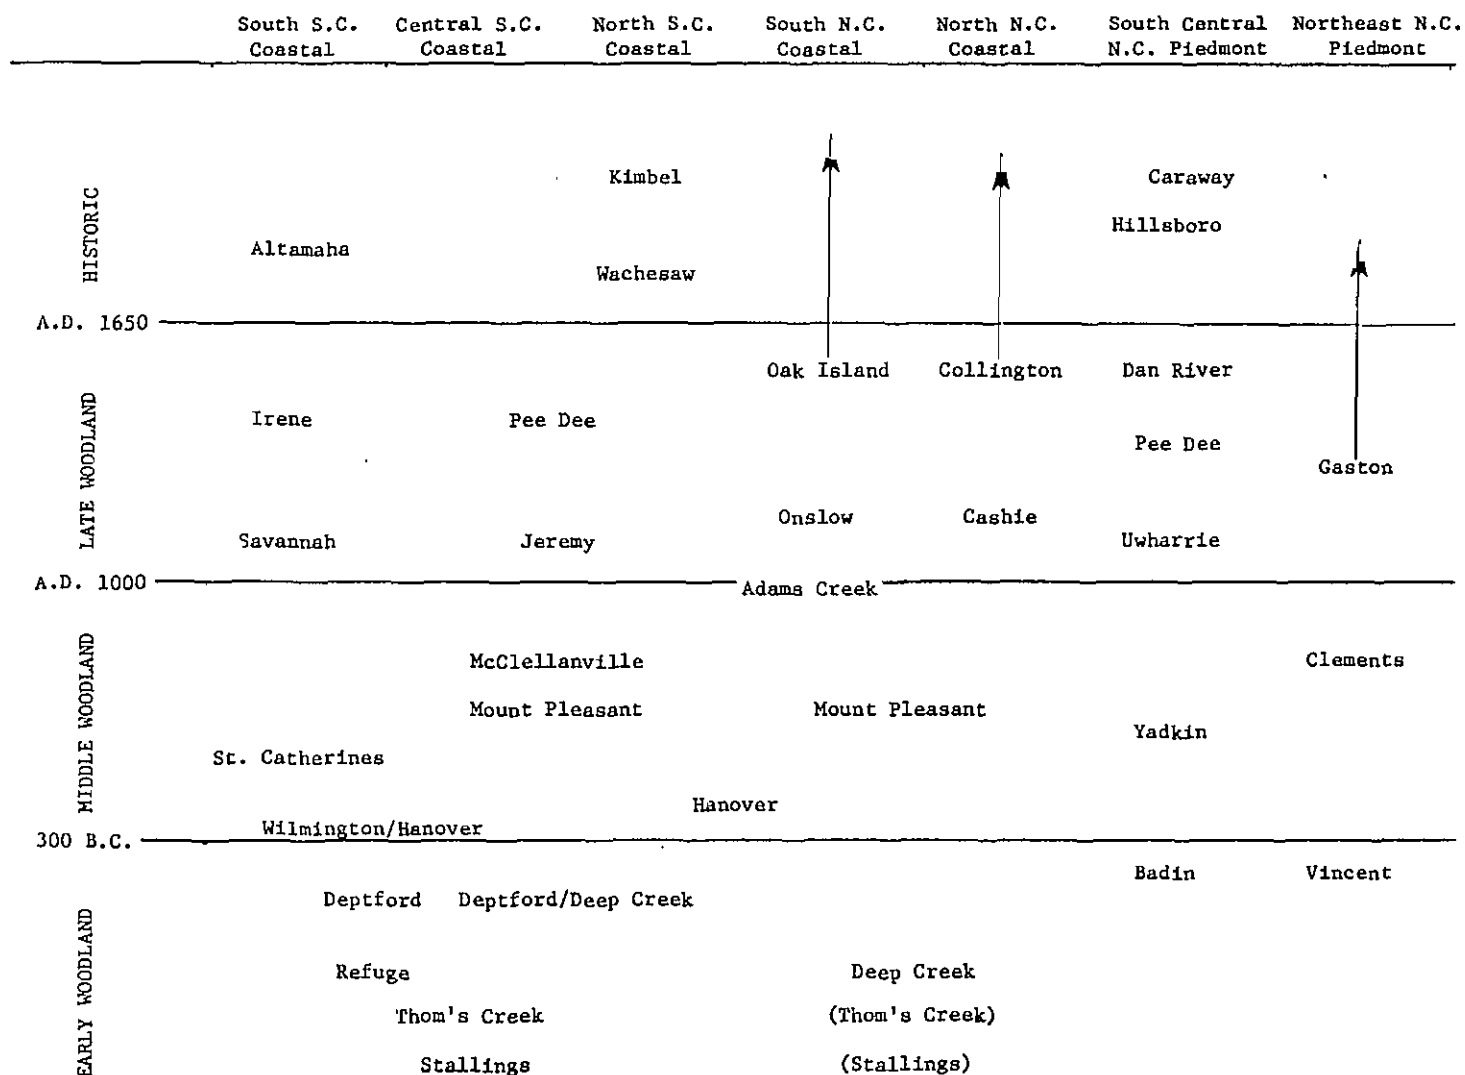 South S.C. Central S.C. North S.C. South N.C. North N.C. South Central Northeast N.C.
Coastal Coastal Coastal Coastal Coastal N.C. Piedmont Piedmont
HISTORIC
Kimbel Caraway
Hillsboro
Altamaha
Wachesaw
A.D. 1650
LATE WOODLAND
Oak Island Collington Dan River
Irene Pee Dee
Pee Dee
Gaston
Onslow Cashie
Savannah Jeremy Uwharrie
A.D. 1000
Adams Creek
MIDDLE WOODLAND
McClellanville Clements
Mount Pleasant Mount Pleasant
Yadkin
St. Catherines
Hanover
Wilmington/Hanover
300 B.C.
EARLY WOODLAND
Badin Vincent
Deptford Deptford/Deep Creek
Refuge Deep Creek
Thom's Creek (Thom's Creek)
Stallings (Stallings)